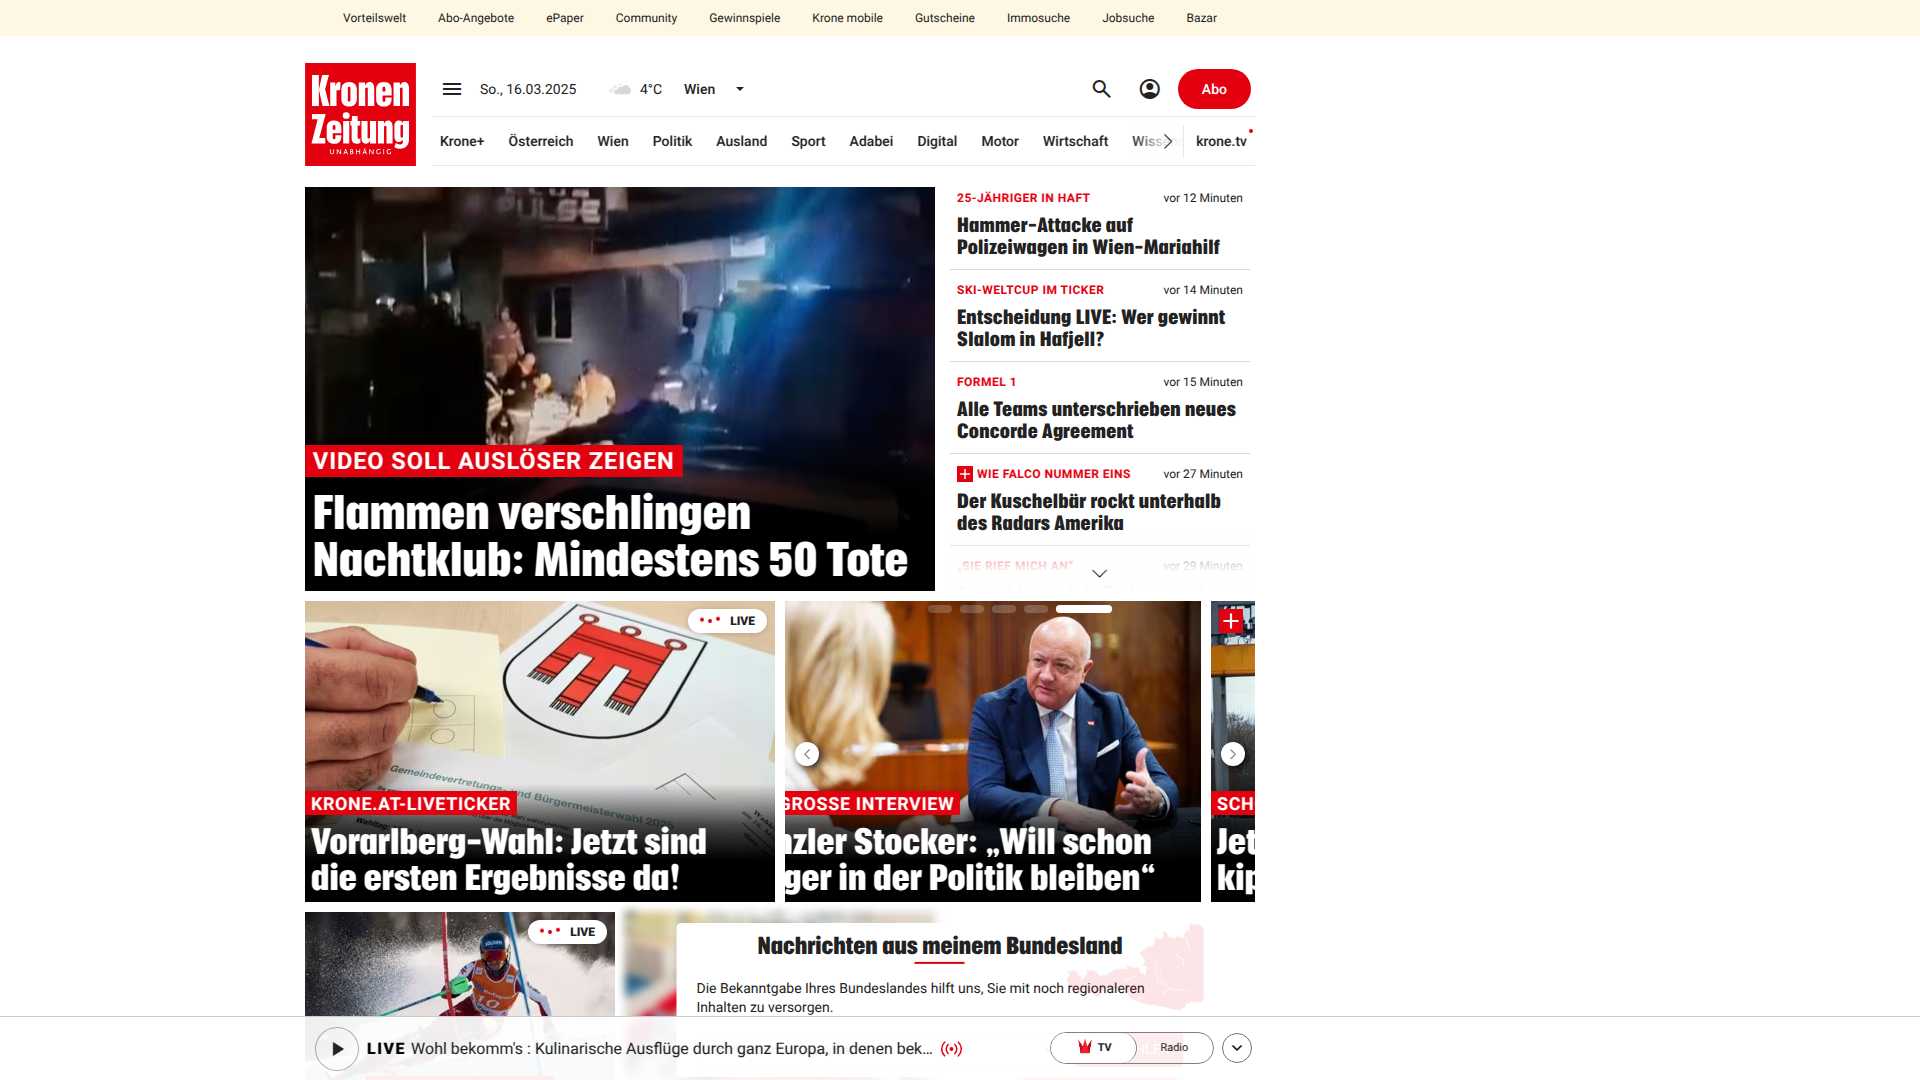 Vorteilswelt Abo-Angebote ePaper Community Gewinnspiele Krone mobile Gutscheine Immosuche Jobsuche Bazar
Kronen
Zeitung
UNABHÄNGIG
So., 16.03.2025 4°C Wien
Abo
Krone+ Österreich Wien Politik Ausland Sport Adabei Digital Motor Wirtschaft krone.tv
PULSE
VIDEO SOLL AUSLÖSER ZEIGEN
Flammen verschlingen
Nachtklub: Mindestens 50 Tote
25-JÄHRIGER IN HAFT vor 12 Minuten
Hammer-Attacke auf
Polizeiwagen in Wien-Mariahilf
SKI-WELTCUP IM TICKER vor 14 Minuten
Entscheidung LIVE: Wer gewinnt
Slalom in Hafjell?
FORMEL 1 vor 15 Minuten
Alle Teams unterschrieben neues
Concorde Agreement
WIE FALCO NUMMER EINS vor 27 Minuten
Der Kuschelbär rockt unterhalb
des Radars Amerika
„SIE RIEF MICH AN“ vor 29 Minuten
LIVE
Gemeindevertretungs- und Bürgermeisterwahl 2025
KRONE.AT-LIVETICKER
Vorarlberg-Wahl: Jetzt sind
die ersten Ergebnisse da!
GROSSE INTERVIEW
nzler Stocker: „Will schon
ger in der Politik bleiben“
SCH
Jet
kip
LIVE
Nachrichten aus meinem Bundesland
Die Bekanntgabe Ihres Bundeslandes hilft uns, Sie mit noch regionaleren
Inhalten zu versorgen.
LIVE Wohl bekomm's : Kulinarische Ausflüge durch ganz Europa, in denen bek...
TV Radio